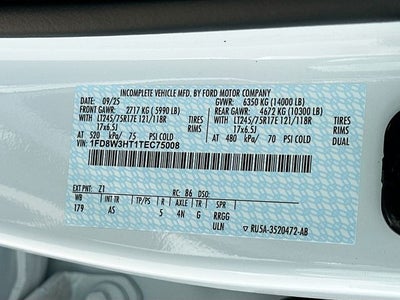 INCOMPLETE VEHICLE MFD. BY FORD MOTOR COMPANY
DATE: 09/25 GVWR: 6350 KG (14000 LB)
FRONT GAWR: 2717 KG (5990 LB) REAR GAWR: 4672 KG (10300 LB)
WITH LT245/75R17E 121/118R TIRES WITH LT245/75R17E 121/118R TIRES
17x6.5J RIMS 17x6.5J RIMS
AT 520 kPa/ 75 PSI COLD AT 480 kPa/ 70 PSI COLD
1FD8W3HT1TEC75008
EXT PNT: Z1 RC: B6 DSO:
WB INT TR TP/PS R AXLE TR SPR
179 AS 5 4N G RRGG
ULN ▼RU5A-3520472-AB